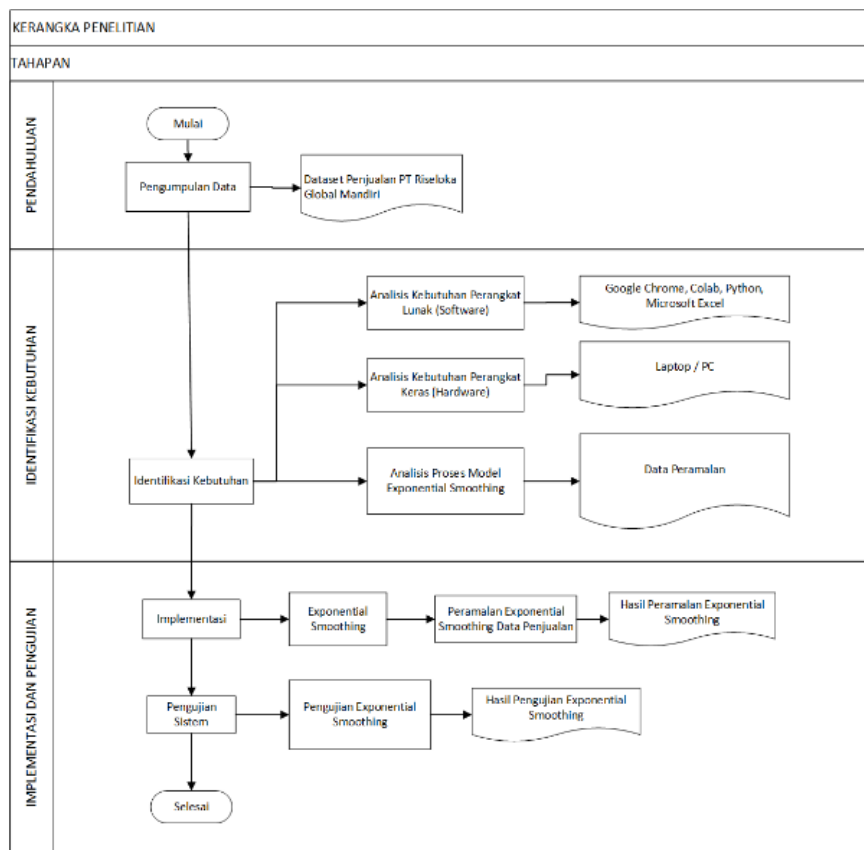 KERANGKA PENELITIAN
TAHAPAN
PENDAHULUAN
Mulai
Pengumpulan Data
Dataset Penjualan PT Riseloka
Global Mandiri
IDENTIFIKASI KEBUTUHAN
Analisis Kebutuhan Perangkat
Lunak (Software)
Google Chrome, Colab, Python,
Microsoft Excel
Analisis Kebutuhan Perangkat
Keras (Hardware)
Laptop / PC
Identifikasi Kebutuhan
Analisis Proses Model
Exponential Smoothing
Data Peramalan
IMPLEMENTASI DAN PENGUJIAN
Implementasi
Exponential
Smoothing
Peramalan Exponential
Smoothing Data Penjualan
Hasil Peramalan Exponential
Smoothing
Pengujian
Sistem
Pengujian Exponential
Smoothing
Hasil Pengujian Exponential
Smoothing
Selesai